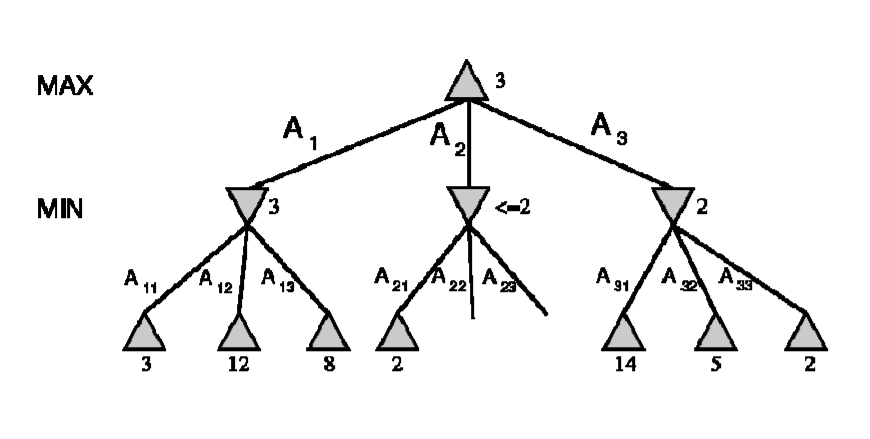 MAX 3
A1 A2 A3
MIN 3 <=2 2
A11 A12 A13 A21 A22 A23 A31 A32 A33
3 12 8 2 14 5 2